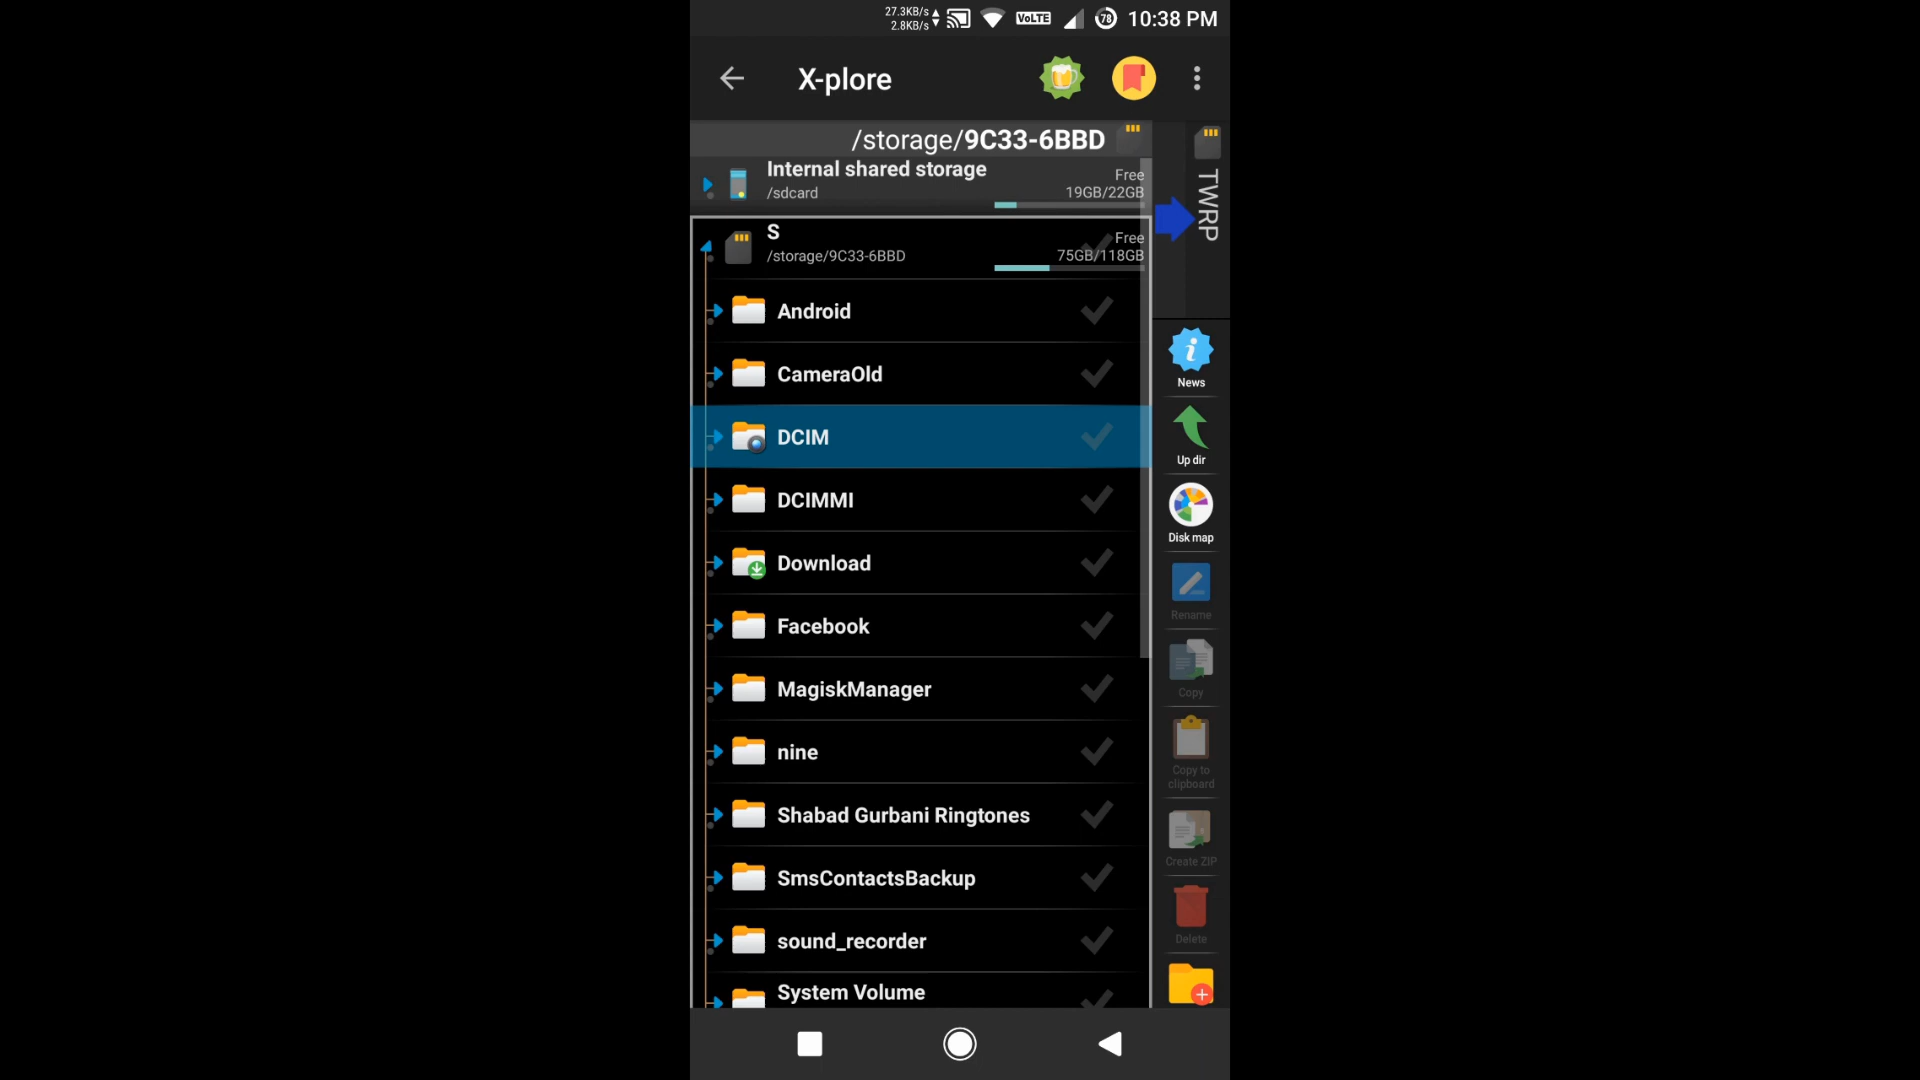 27.3KB/s
2.8KB/s
VoLTE
78
10:38 PM
X-plore
/storage/9C33-6BBD
Internal shared storage
/sdcard
Free
19GB/22GB
TWRP
S
/storage/9C33-6BBD
Free
75GB/118GB
Android
CameraOld
DCIM
DCIMMI
Download
Facebook
MagiskManager
nine
Shabad Gurbani Ringtones
SmsContactsBackup
sound_recorder
System Volume
News
Up dir
Disk map
Rename
Copy
Copy to
clipboard
Create ZIP
Delete